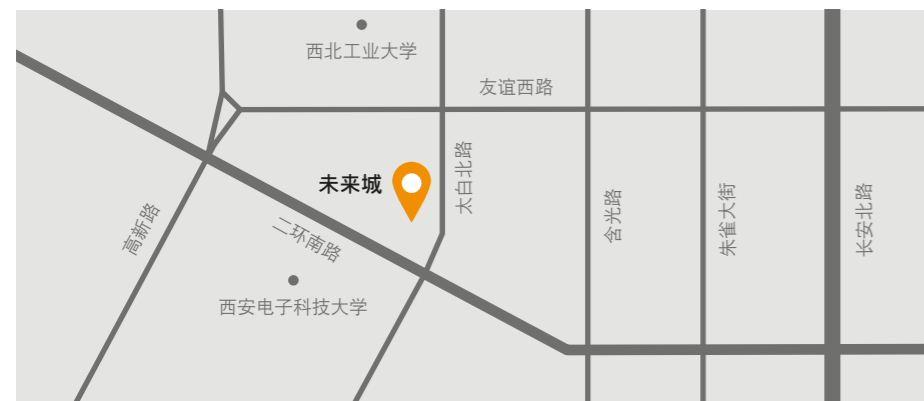 西北工业大学
友谊西路
未来城
太白北路
高新路
二环南路
含光路
朱雀大街
长安北路
西安电子科技大学